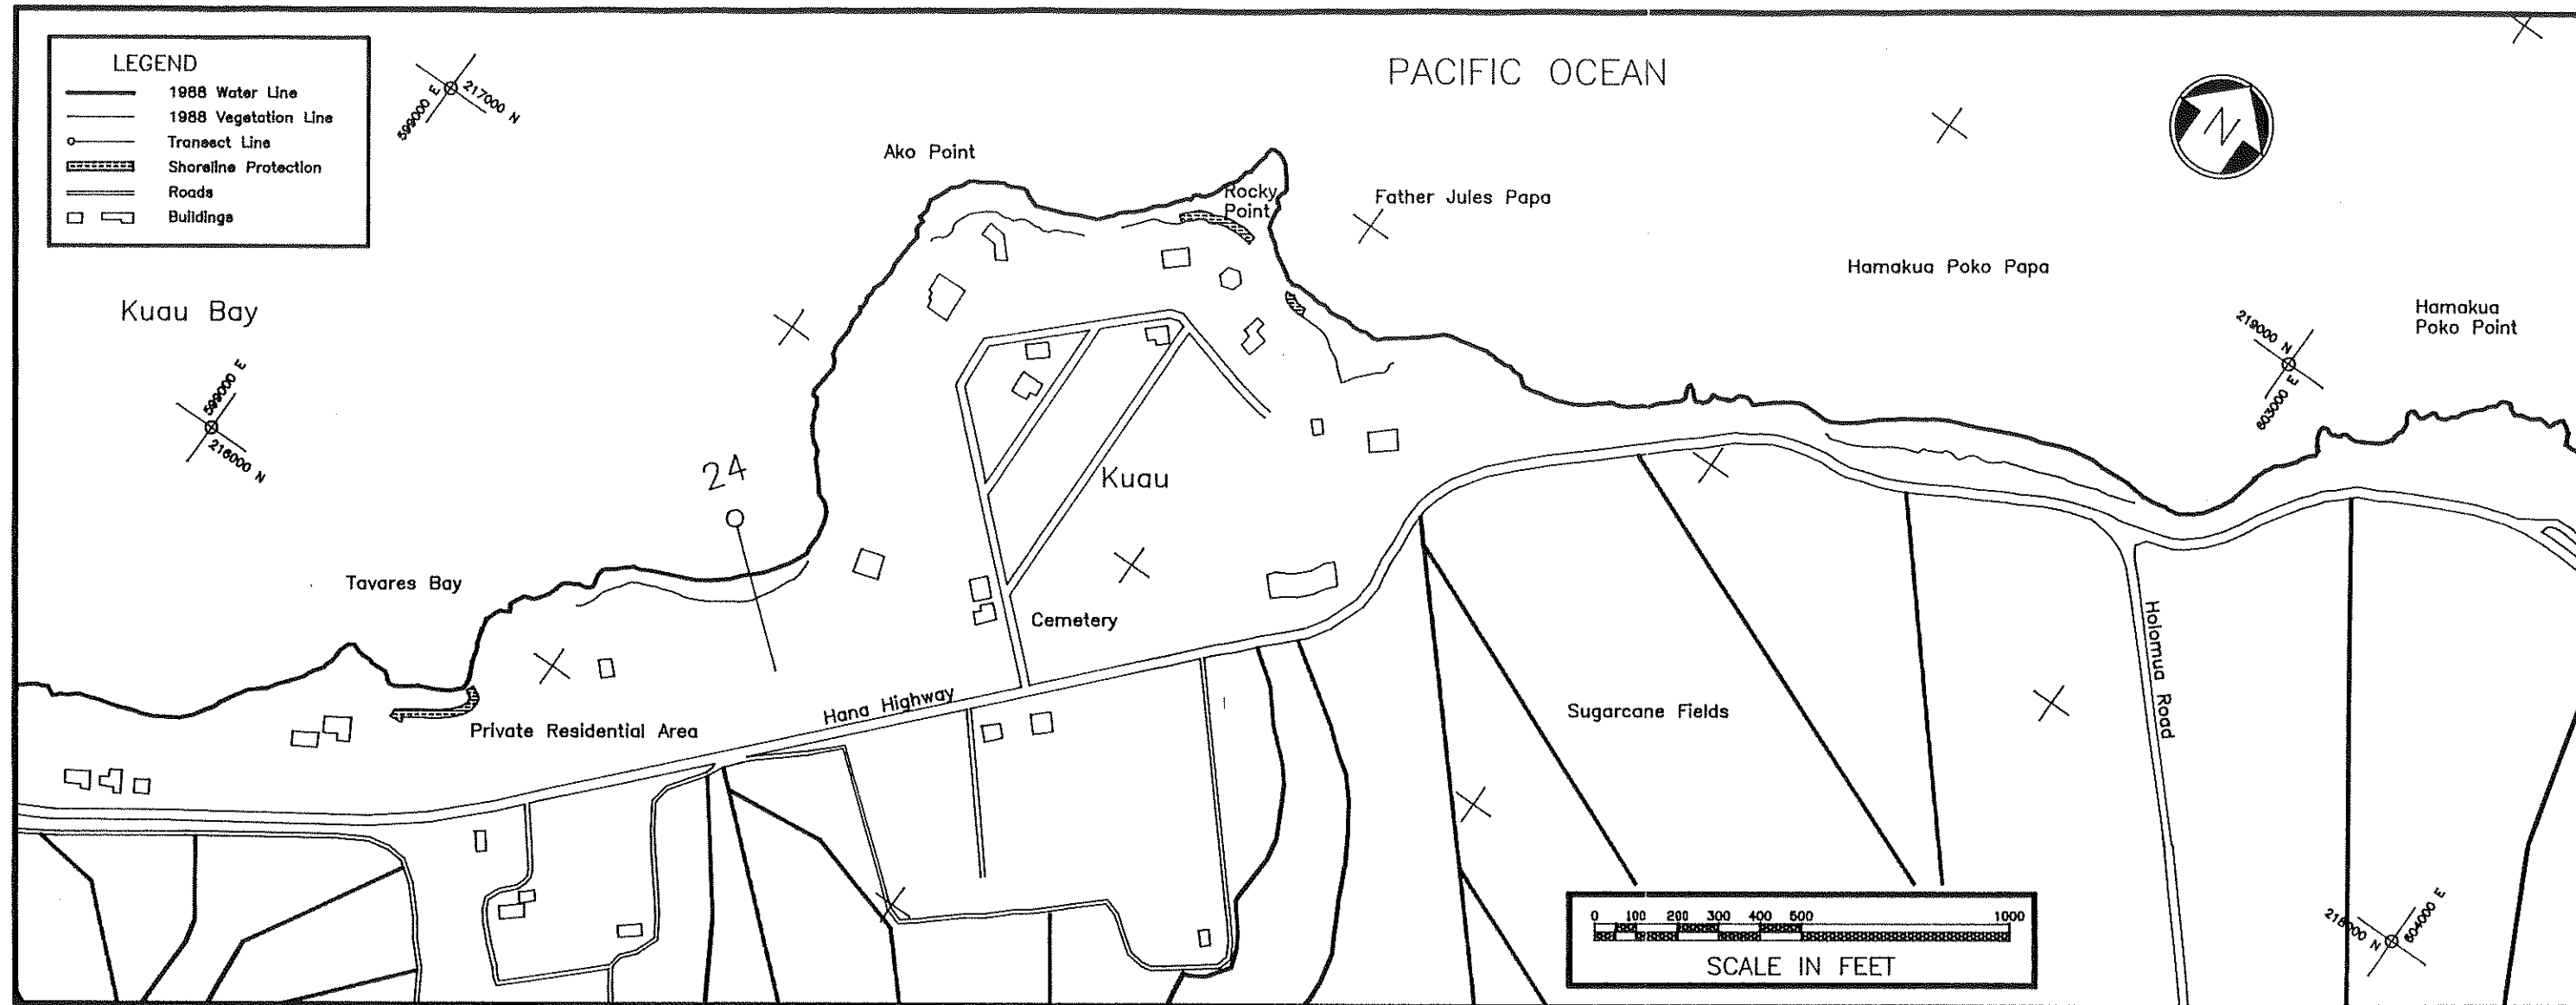 LEGEND
1988 Water Line
1988 Vegetation Line
Transect Line
Shoreline Protection
Roads
Buildings
599000 E
217000 N
PACIFIC OCEAN
N
Ako Point
Rocky
Point
Father Jules Papa
Hamakua Poko Papa
Hamakua
Poko Point
Kuau Bay
599000 E
216000 N
219000 N
603000 E
24
Kuau
Tavares Bay
Cemetery
Holomua Road
Hana Highway
Private Residential Area
Sugarcane Fields
218000 N
604000 E
0 100 200 300 400 500 1000
SCALE IN FEET